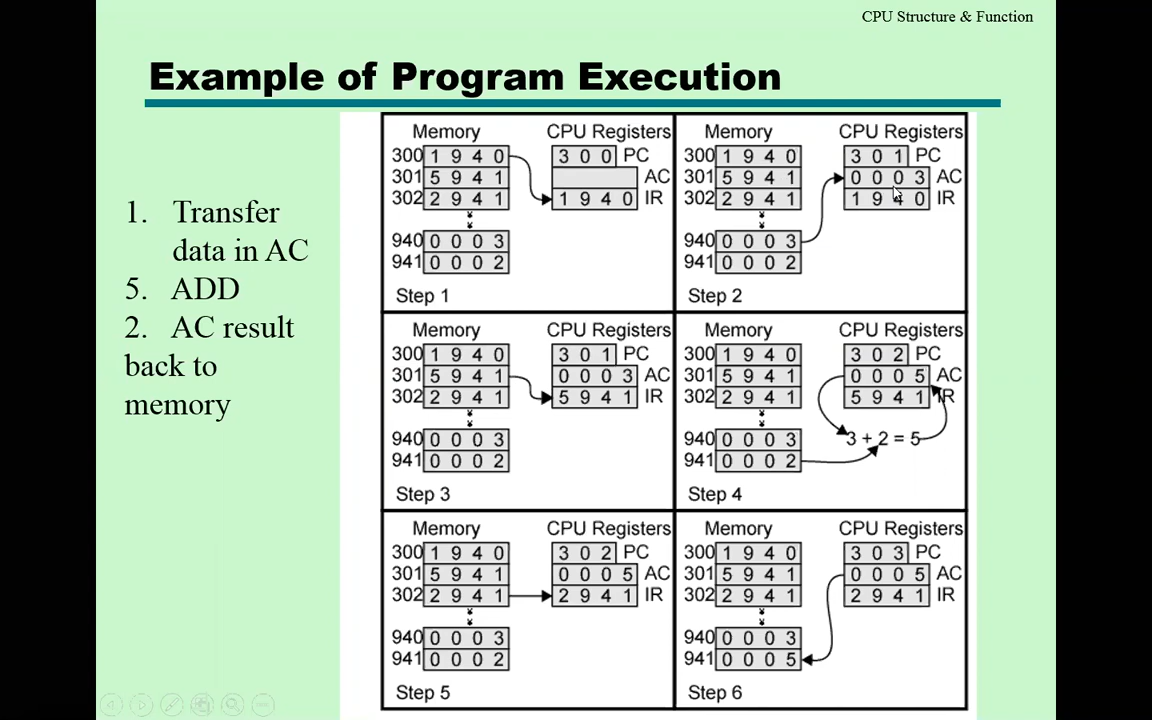 CPU Structure & Function
Example of Program Execution
1. Transfer
data in AC
5. ADD
2. AC result
back to
memory
Memory CPU Registers
300 1 9 4 0 3 0 0 PC
301 5 9 4 1 AC
302 2 9 4 1 1 9 4 0 IR
940 0 0 0 3
941 0 0 0 2
Step 1
Memory CPU Registers
300 1 9 4 0 3 0 1 PC
301 5 9 4 1 0 0 0 3 AC
302 2 9 4 1 1 9 4 0 IR
940 0 0 0 3
941 0 0 0 2
Step 2
Memory CPU Registers
300 1 9 4 0 3 0 1 PC
301 5 9 4 1 0 0 0 3 AC
302 2 9 4 1 5 9 4 1 IR
940 0 0 0 3
941 0 0 0 2
Step 3
Memory CPU Registers
300 1 9 4 0 3 0 2 PC
301 5 9 4 1 0 0 0 5 AC
302 2 9 4 1 5 9 4 1 IR
940 0 0 0 3 3 + 2 = 5
941 0 0 0 2
Step 4
Memory CPU Registers
300 1 9 4 0 3 0 2 PC
301 5 9 4 1 0 0 0 5 AC
302 2 9 4 1 2 9 4 1 IR
940 0 0 0 3
941 0 0 0 2
Step 5
Memory CPU Registers
300 1 9 4 0 3 0 3 PC
301 5 9 4 1 0 0 0 5 AC
302 2 9 4 1 2 9 4 1 IR
940 0 0 0 3
941 0 0 0 5
Step 6